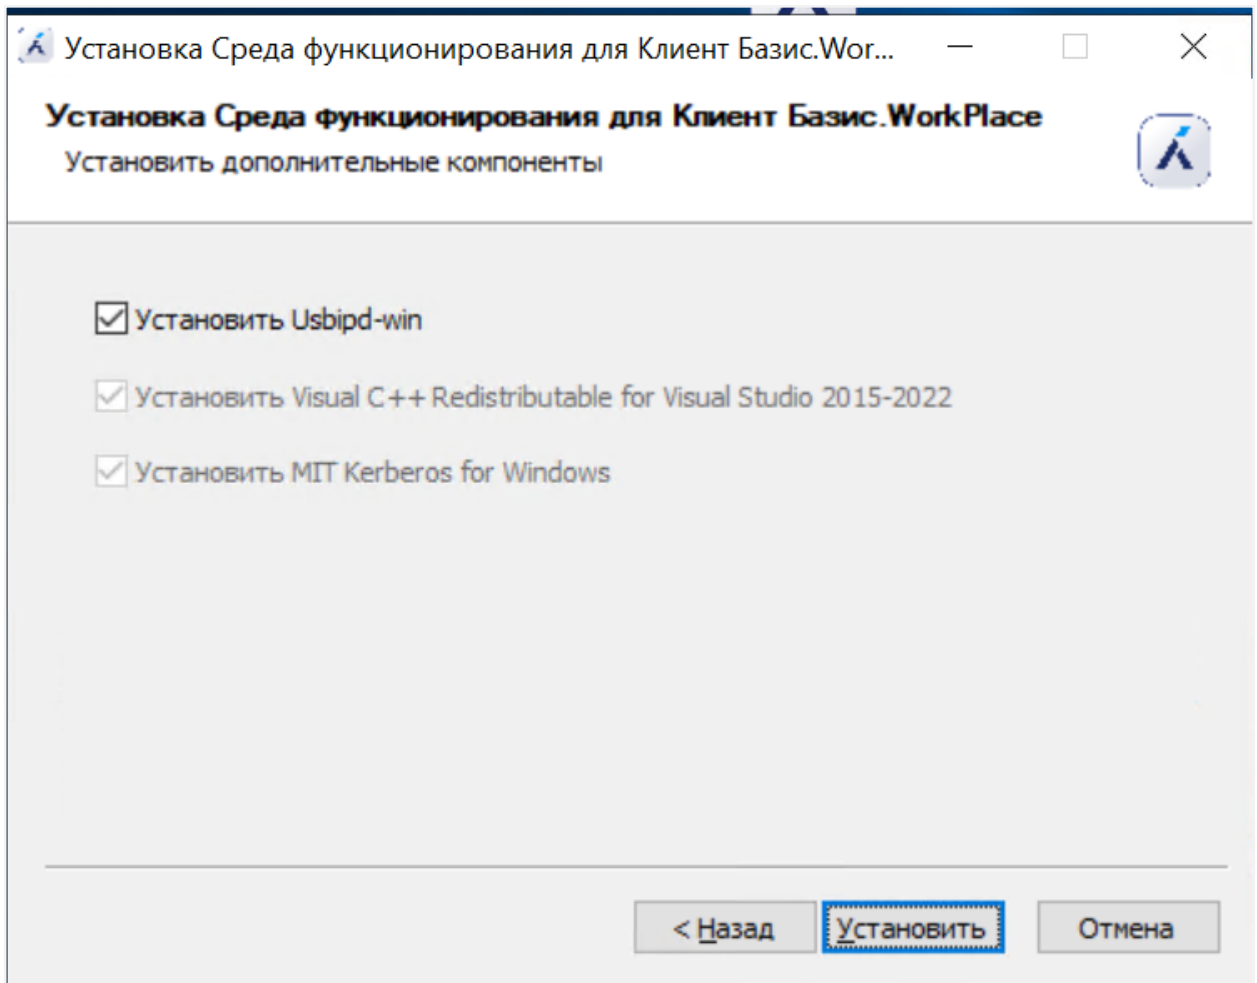 Установка Среда функционирования для Клиент Базис.Wor...
Установка Среда функционирования для Клиент Базис.WorkPlace
Установить дополнительные компоненты
Установить Usbipd-win
Установить Visual C++ Redistributable for Visual Studio 2015-2022
Установить MIT Kerberos for Windows
< Назад Установить Отмена